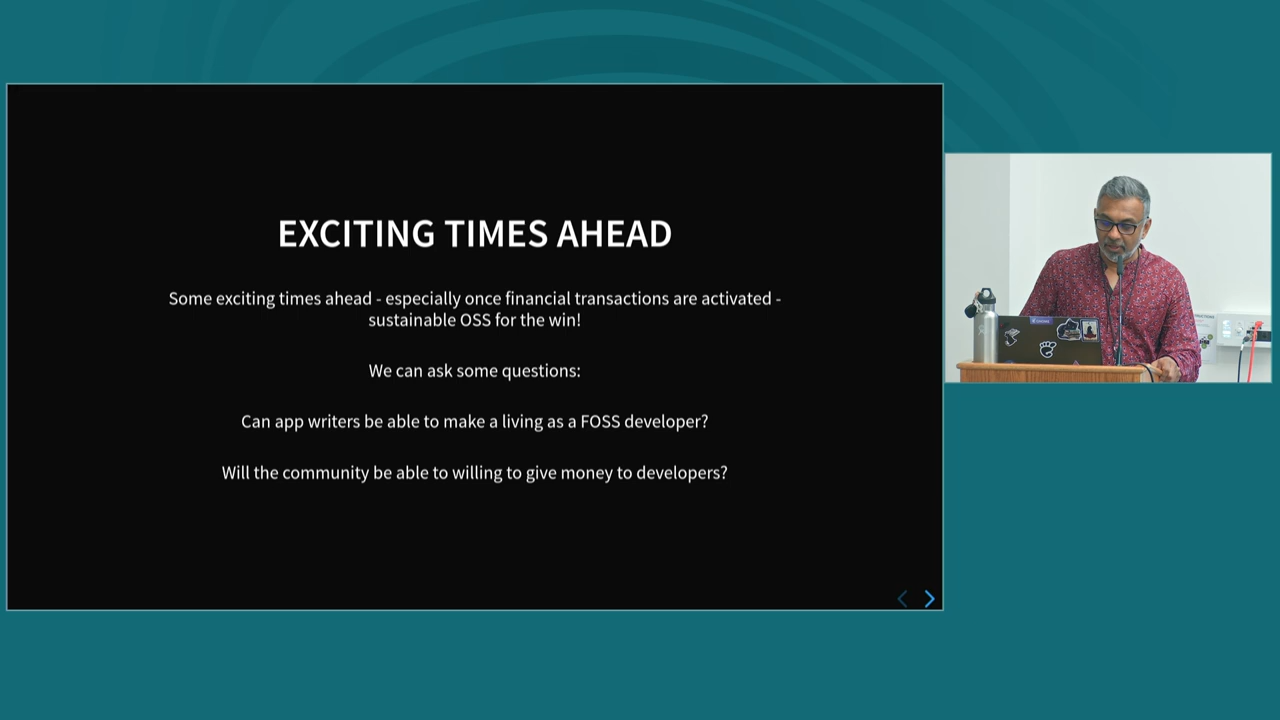 EXCITING TIMES AHEAD
Some exciting times ahead - especially once financial transactions are activated -
sustainable OSS for the win!
We can ask some questions:
Can app writers be able to make a living as a FOSS developer?
Will the community be able to willing to give money to developers?